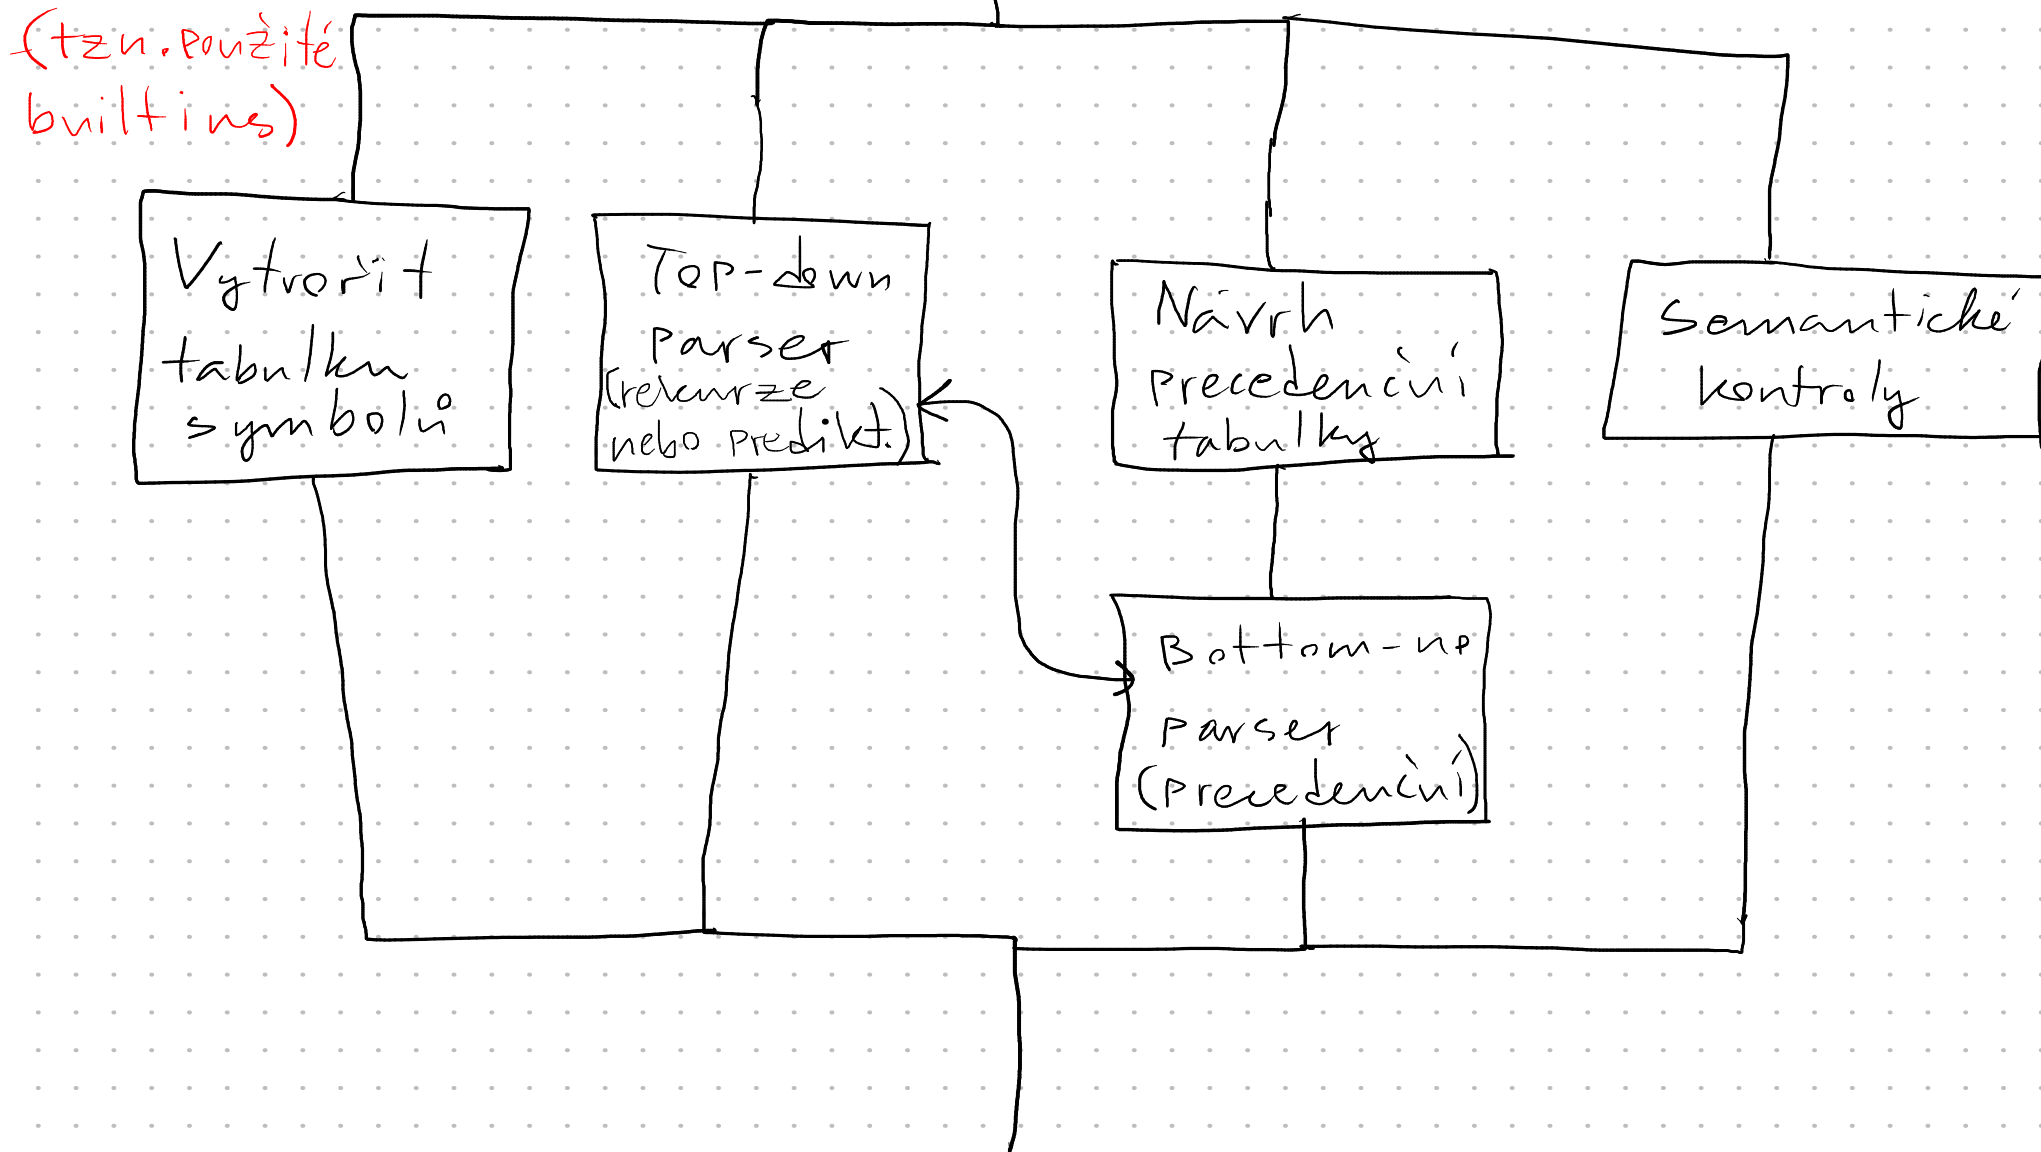 (tzn. použité
builtins)
Vytvořit
tabulku
symbolů
Top-down
parser
(rekurze
nebo predikt.)
Návrh
precedenční
tabulky
Sémantické
kontroly
Bottom-up
parser
(precedenční)